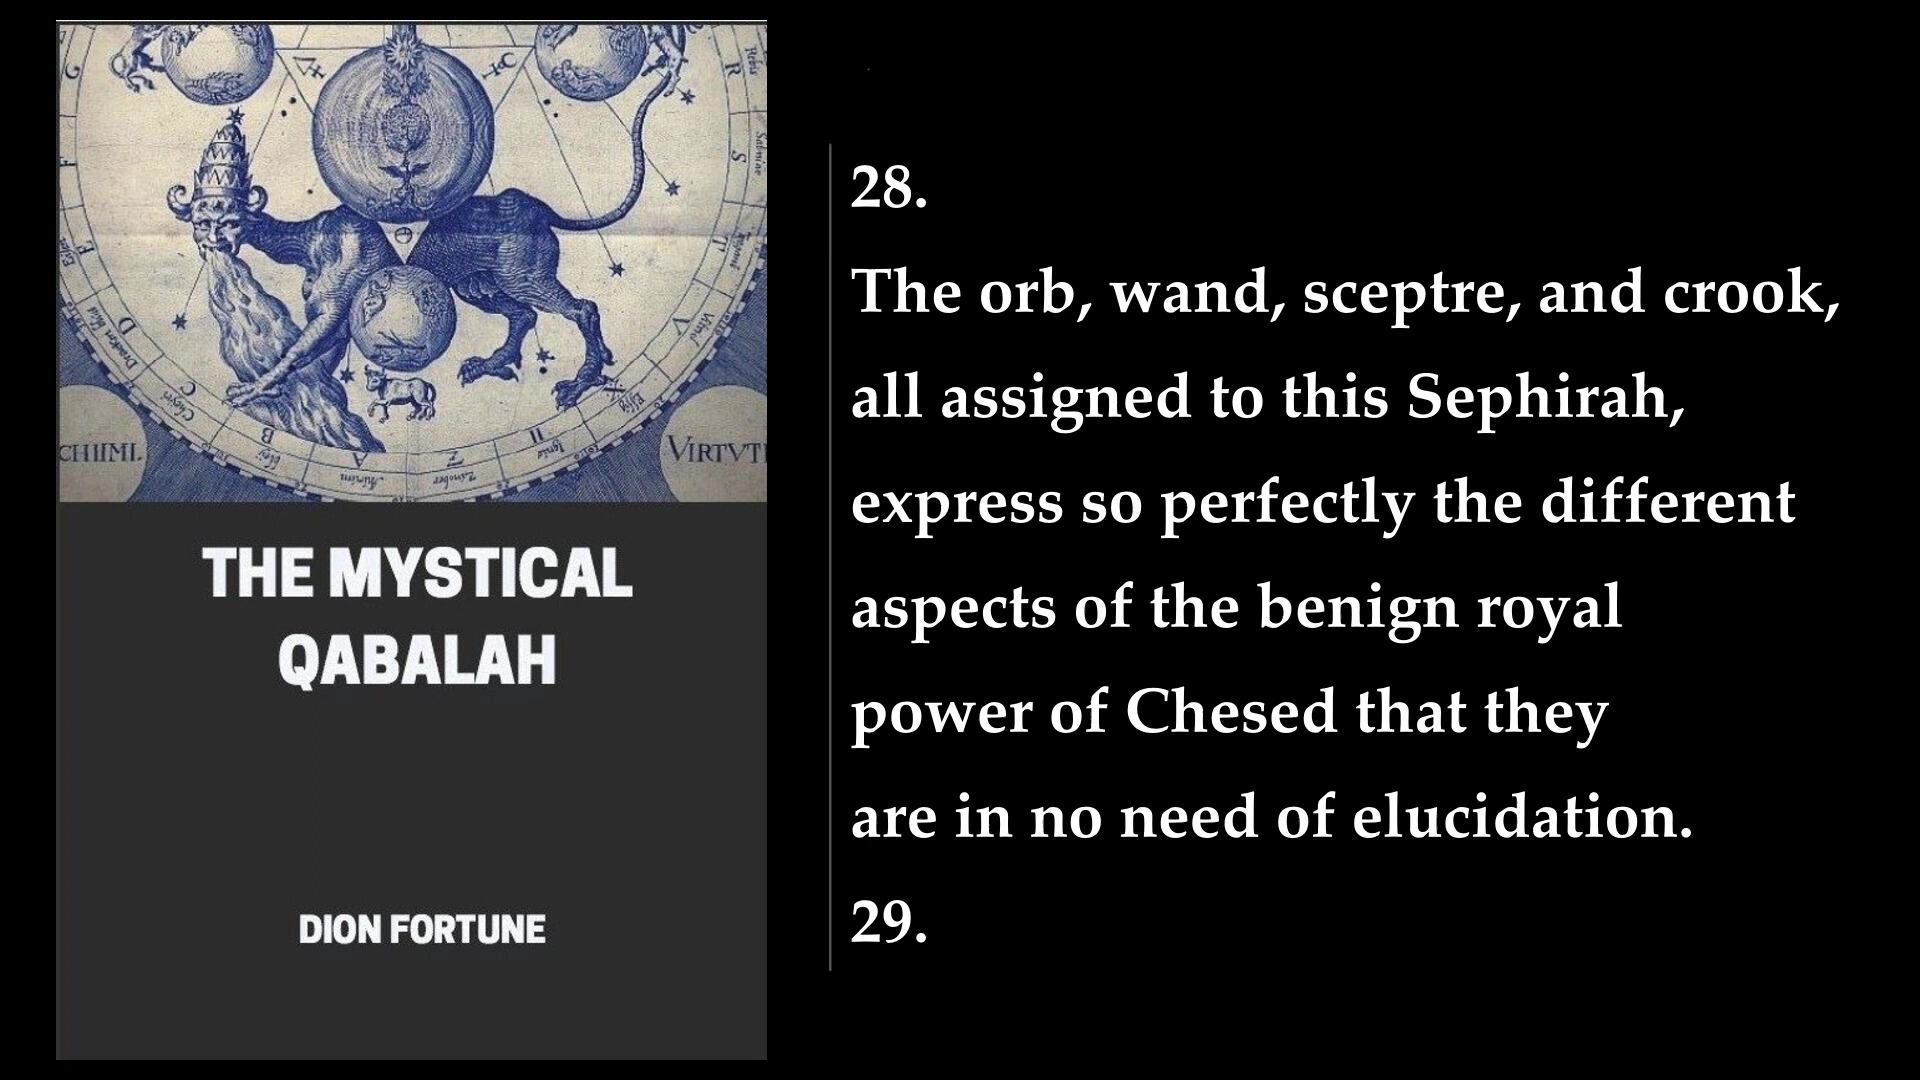 CHIIMI.
VIRTVT
THE MYSTICAL
QABALAH
DION FORTUNE
28.
The orb, wand, sceptre, and crook,
all assigned to this Sephirah,
express so perfectly the different
aspects of the benign royal
power of Chesed that they
are in no need of elucidation.
29.